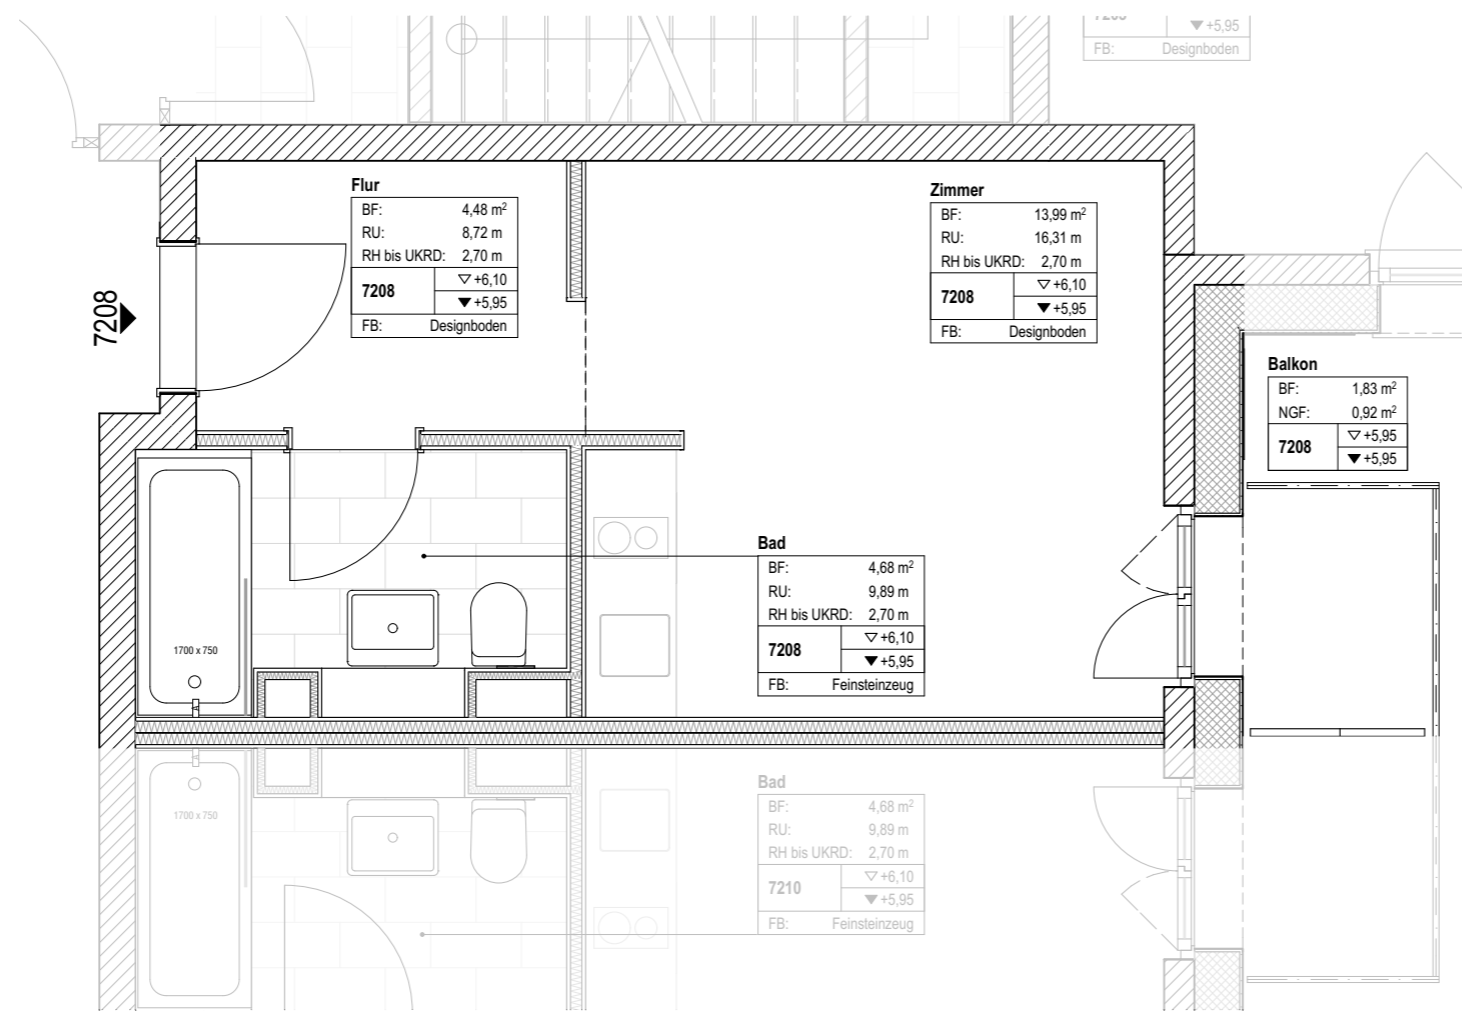 +5,95
FB: Designboden
Flur
BF: 4,48 m²
RU: 8,72 m
RH bis UKRD: 2,70 m
7208 ▽ +6,10
▼ +5,95
FB: Designboden
Zimmer
BF: 13,99 m²
RU: 16,31 m
RH bis UKRD: 2,70 m
7208 ▽ +6,10
▼ +5,95
FB: Designboden
7208
Balkon
BF: 1,83 m²
NGF: 0,92 m²
7208 ▽ +5,95
▼ +5,95
Bad
BF: 4,68 m²
RU: 9,89 m
RH bis UKRD: 2,70 m
7208 ▽ +6,10
▼ +5,95
FB: Feinsteinzeug
1700 x 750
Bad
BF: 4,68 m²
RU: 9,89 m
RH bis UKRD: 2,70 m
7210 ▽ +6,10
▼ +5,95
FB: Feinsteinzeug
1700 x 750